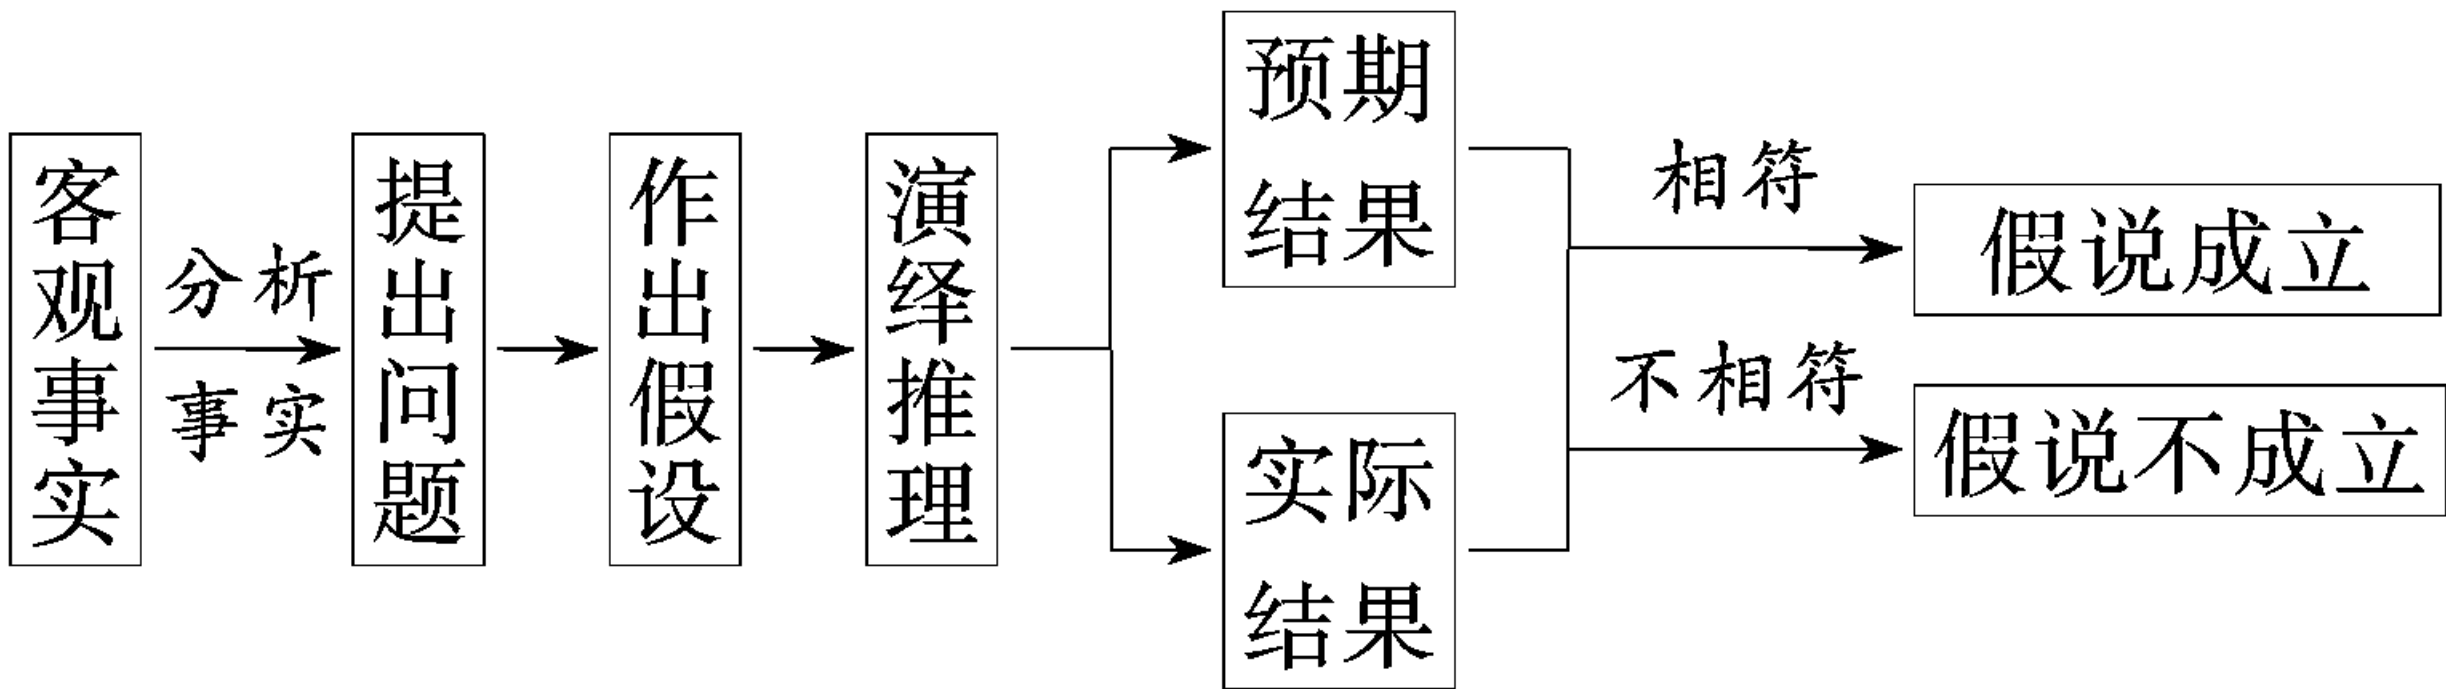 客观事实
分析
事实
提出问题
作出假设
演绎推理
预期
结果
实际
结果
相符
假说成立
不相符
假说不成立